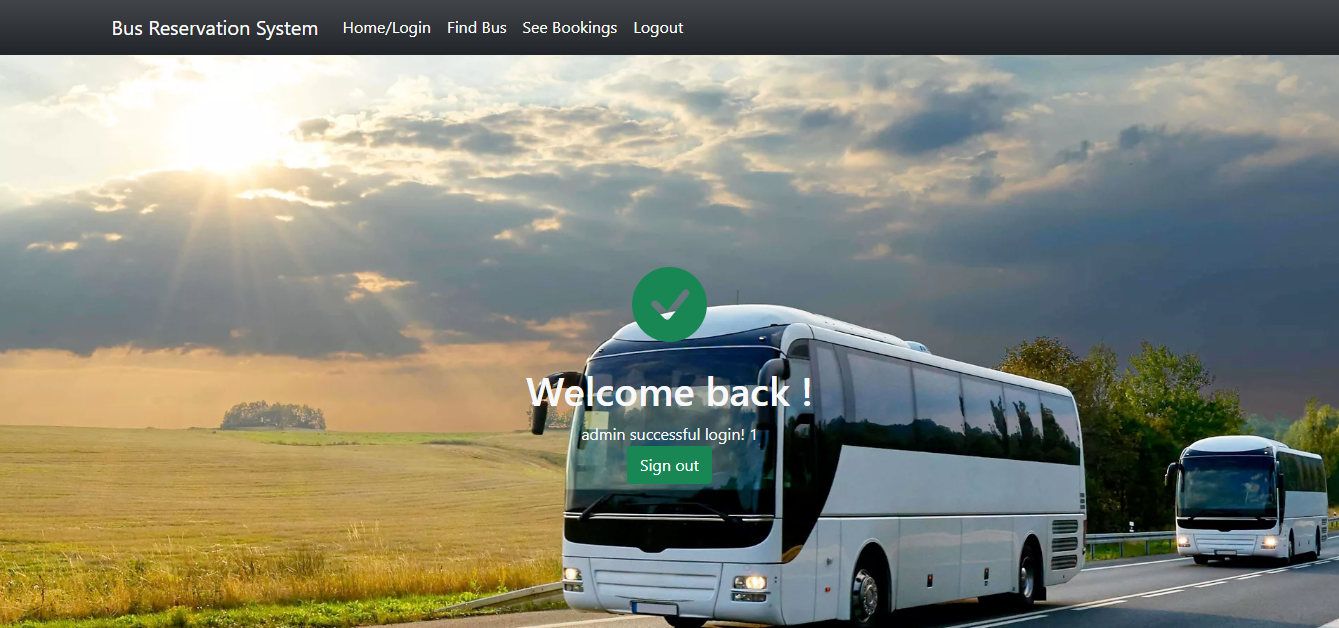 Bus Reservation System Home/Login Find Bus See Bookings Logout
Welcome back !
admin successful login! 1
Sign out